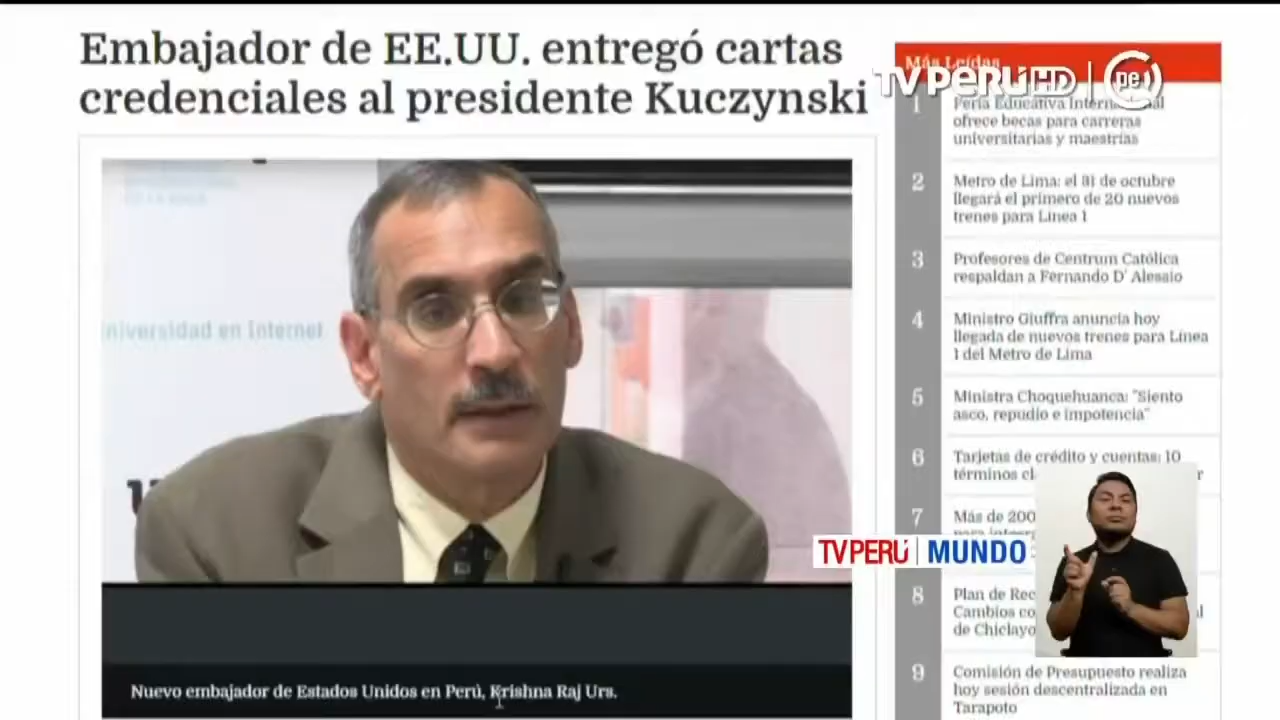 Embajador de EE.UU. entregó cartas
credenciales al presidente Kuczynski
niversidad en Internet
Nuevo embajador de Estados Unidos en Perú, Krishna Raj Urs.
Más Leídas
TVPERÚHD
pe
1 Feria Educativa
ofrece becas para carreras
universitarias y maestrías
2 Metro de Lima: el 31 de octubre
llegará el primero de 20 nuevos
trenes para Línea 1
3 Profesores de Centrum Católica
respaldan a Fernando D' Alessio
4 Ministro Giuffra anuncia hoy
llegada de nuevos trenes para Línea
1 del Metro de Lima
5 Ministra Choquehuanca: "Siento
asco, repudio e impotencia"
6 Tarjetas de crédito y cuentas: 10
términos
7 Más de 200
TVPERÚ MUNDO
8 Plan de
Cambios
de Chiclayo
9 Comisión de Presupuesto realiza
hoy sesión descentralizada en
Tarapoto